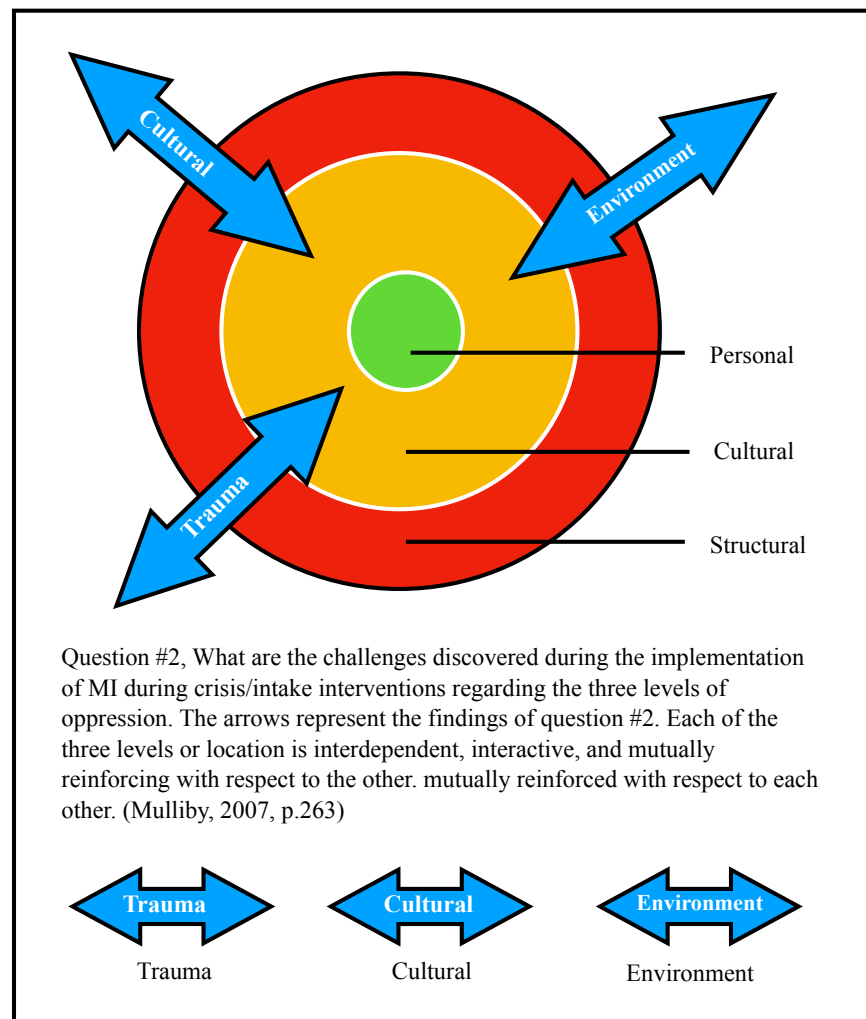 Cultural
Environment
Trauma
Personal
Cultural
Structural
Question #2, What are the challenges discovered during the implementation
of MI during crisis/intake interventions regarding the three levels of
oppression. The arrows represent the findings of question #2. Each of the
three levels or location is interdependent, interactive, and mutually
reinforcing with respect to the other. mutually reinforced with respect to each
other. (Mulliby, 2007, p.263)
Trauma
Cultural
Environment
Trauma
Cultural
Environment